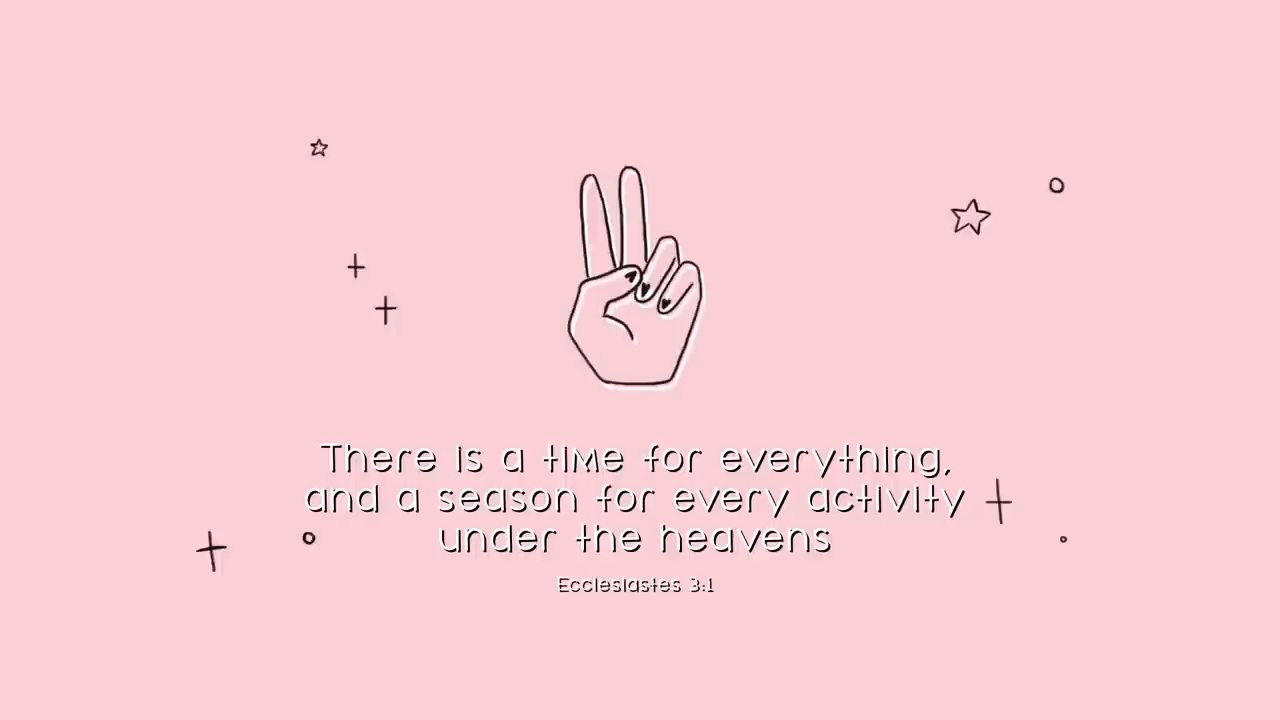 There is a time for everything,
and a season for every activity
under the heavens
Ecclesiastes 3:1